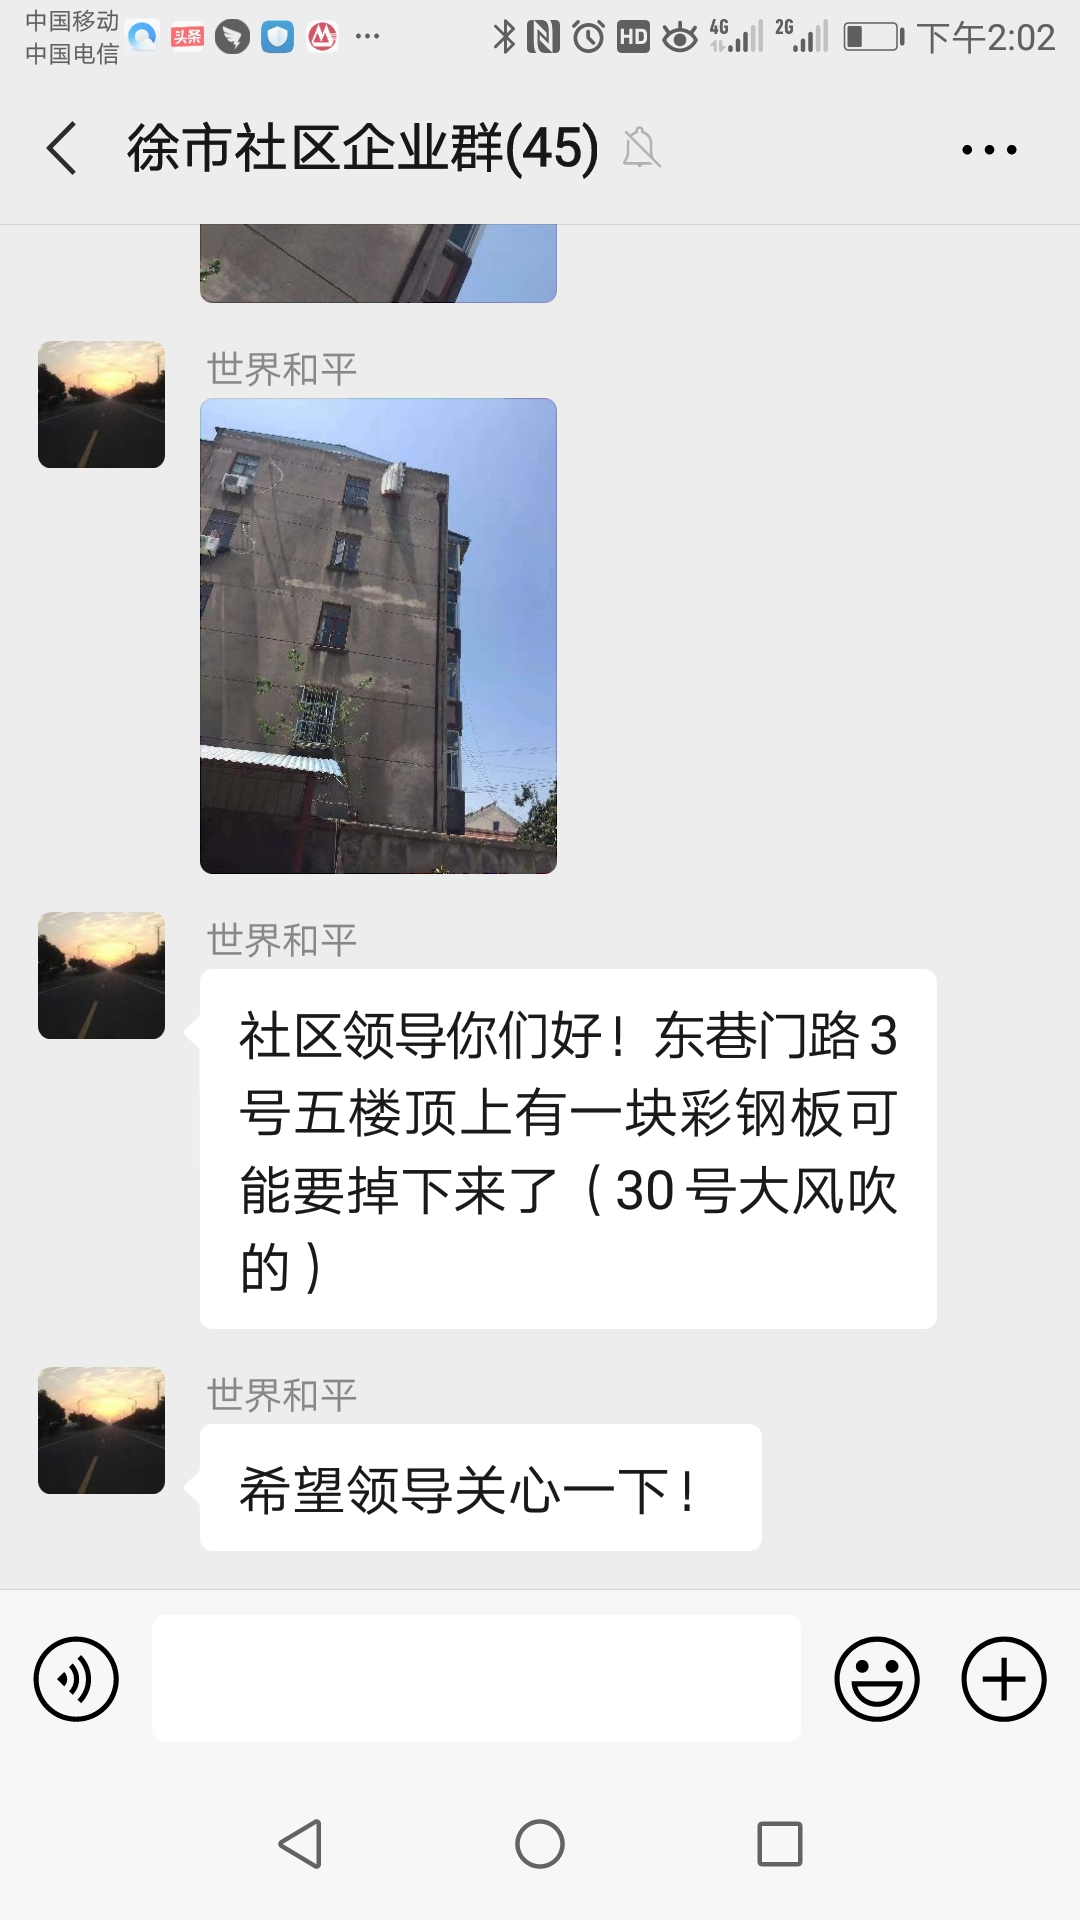 中国移动
中国电信
头条
HD
4G
2G
下午2:02
徐市社区企业群(45)
世界和平
世界和平
社区领导你们好！东巷门路3
号五楼顶上有一块彩钢板可
能要掉下来了（30号大风吹
的）
世界和平
希望领导关心一下！